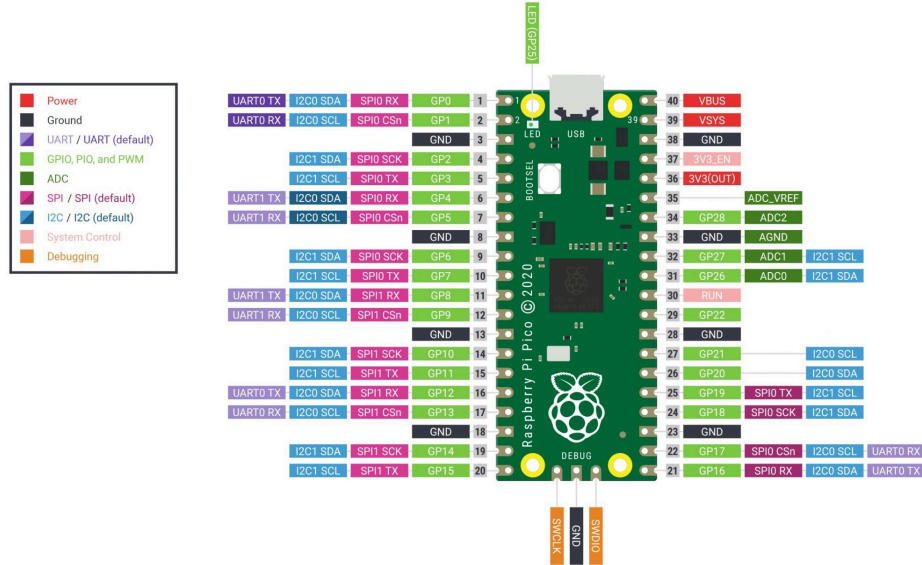 LED (GP25)
Power
Ground
UART / UART (default)
GPIO, PIO, and PWM
ADC
SPI / SPI (default)
I2C / I2C (default)
System Control
Debugging
UART0 TX I2C0 SDA SPI0 RX GP0 1
UART0 RX I2C0 SCL SPI0 CSn GP1 2
GND 3
I2C1 SDA SPI0 SCK GP2 4
I2C1 SCL SPI0 TX GP3 5
UART1 TX I2C0 SDA SPI0 RX GP4 6
UART1 RX I2C0 SCL SPI0 CSn GP5 7
GND 8
I2C1 SDA SPI0 SCK GP6 9
I2C1 SCL SPI0 TX GP7 10
UART1 TX I2C0 SDA SPI1 RX GP8 11
UART1 RX I2C0 SCL SPI1 CSn GP9 12
GND 13
I2C1 SDA SPI1 SCK GP10 14
I2C1 SCL SPI1 TX GP11 15
UART0 TX I2C0 SDA SPI1 RX GP12 16
UART0 RX I2C0 SCL SPI1 CSn GP13 17
GND 18
I2C1 SDA SPI1 SCK GP14 19
I2C1 SCL SPI1 TX GP15 20
1
2
39
LED
USB
BOOTSEL
Raspberry Pi Pico © 2020
DEBUG
40 VBUS
39 VSYS
38 GND
37 3V3_EN
36 3V3(OUT)
35 ADC_VREF
34 GP28 ADC2
33 GND AGND
32 GP27 ADC1 I2C1 SCL
31 GP26 ADC0 I2C1 SDA
30 RUN
29 GP22
28 GND
27 GP21 I2C0 SCL
26 GP20 I2C0 SDA
25 GP19 SPI0 TX I2C1 SCL
24 GP18 SPI0 SCK I2C1 SDA
23 GND
22 GP17 SPI0 CSn I2C0 SCL UART0 RX
21 GP16 SPI0 RX I2C0 SDA UART0 TX
SWCLK
GND
SWDIO